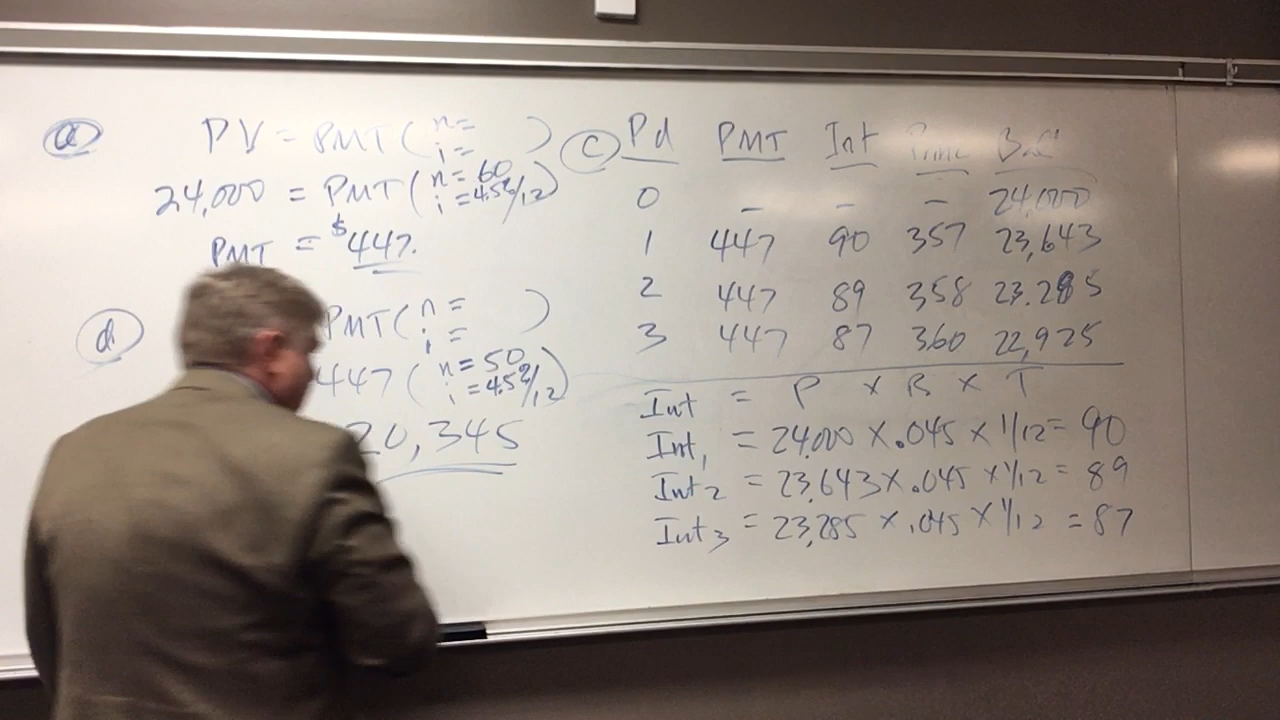 (a) PV = PMT ( n=
i= )
24,000 = PMT ( n = 60
i = 4.5%/12 )
PMT = $447.
(d) PMT ( n =
i = )
447 ( n = 50
i = 4.5%/12 )
20,345
(c) Pd PMT Int Princ Bal
0 – – – 24,000
1 447 90 357 23,643
2 447 89 358 23.285
3 447 87 360 22,925
Int = P × R × T
Int1 = 24.000 × .045 × 1/12 = 90
Int2 = 23,643 × .045 × 1/12 = 89
Int3 = 23,285 × .045 × 1/12 = 87